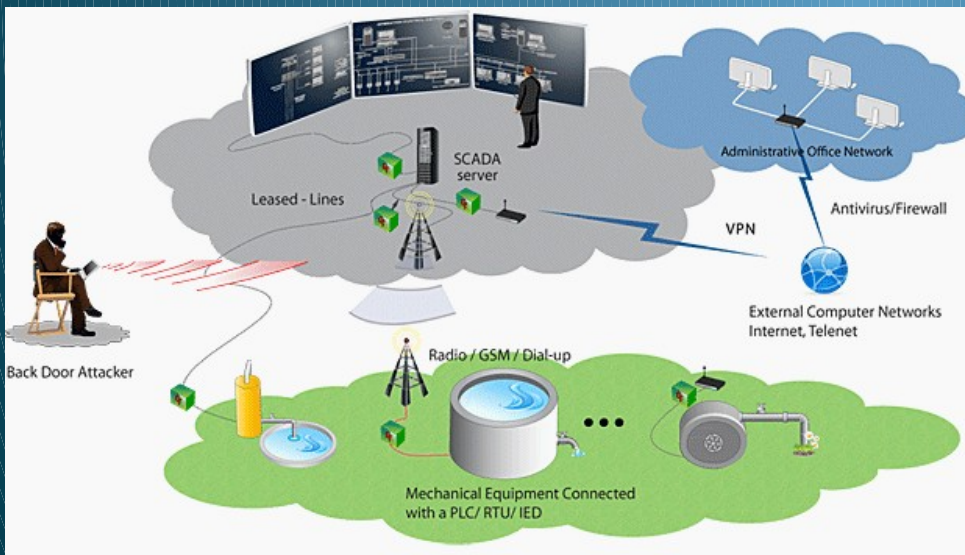 SCADA
server
Administrative Office Network
Leased - Lines
Antivirus/Firewall
VPN
External Computer Networks
Internet, Telenet
Radio / GSM / Dial-up
Back Door Attacker
Mechanical Equipment Connected
with a PLC/ RTU/ IED